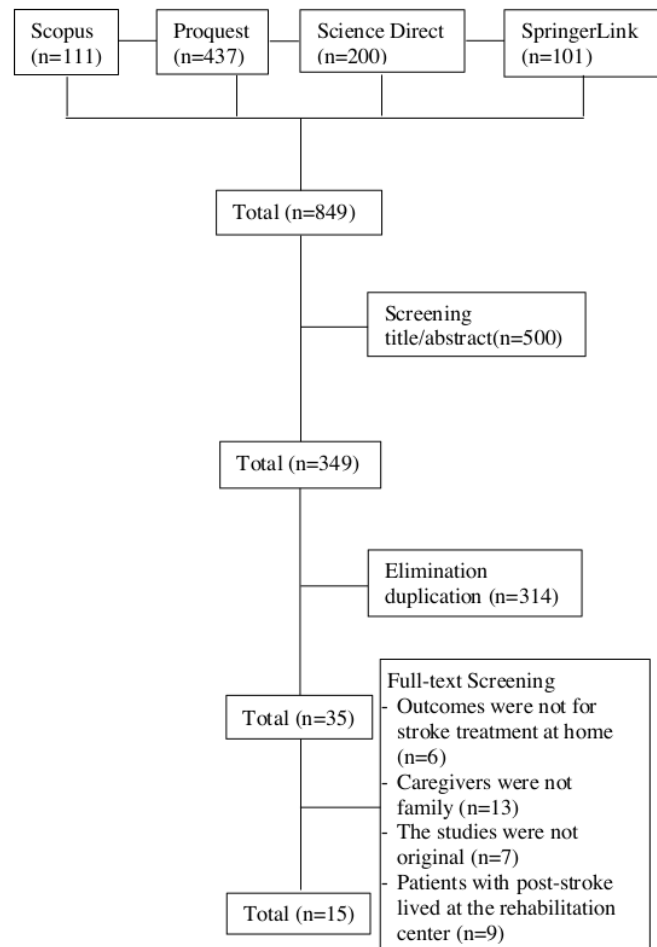 Scopus
(n=111)
Proquest
(n=437)
Science Direct
(n=200)
SpringerLink
(n=101)
Total (n=849)
Screening
title/abstract(n=500)
Total (n=349)
Elimination
duplication (n=314)
Total (n=35)
Full-text Screening
- Outcomes were not for
stroke treatment at home
(n=6)
- Caregivers were not
family (n=13)
- The studies were not
original (n=7)
- Patients with post-stroke
lived at the rehabilitation
center (n=9)
Total (n=15)